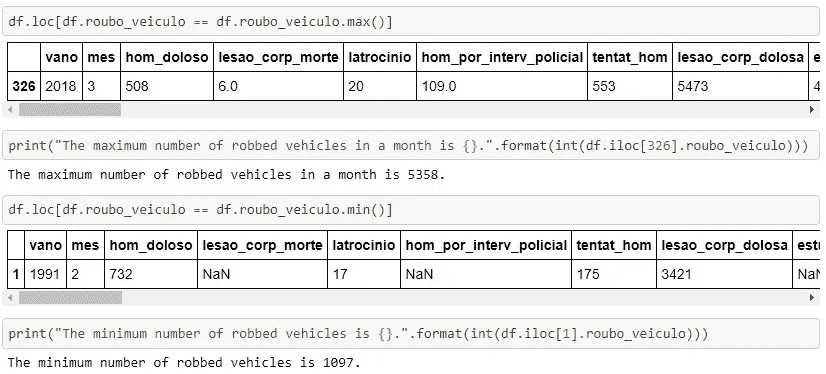 df.loc[df.roubo_veiculo == df.roubo_veiculo.max()]
vano mes hom_doloso lesao_corp_morte latrocinio hom_por_interv_policial tentat_hom lesao_corp_dolosa e
326 2018 3 508 6.0 20 109.0 553 5473 4
print("The maximum number of robbed vehicles in a month is {}.".format(int(df.iloc[326].roubo_veiculo)))
The maximum number of robbed vehicles in a month is 5358.
df.loc[df.roubo_veiculo == df.roubo_veiculo.min()]
vano mes hom_doloso lesao_corp_morte latrocinio hom_por_interv_policial tentat_hom lesao_corp_dolosa estu
1 1991 2 732 NaN 17 NaN 175 3421 NaN
print("The minimum number of robbed vehicles is {}.".format(int(df.iloc[1].roubo_veiculo)))
The minimum number of robbed vehicles is 1097.